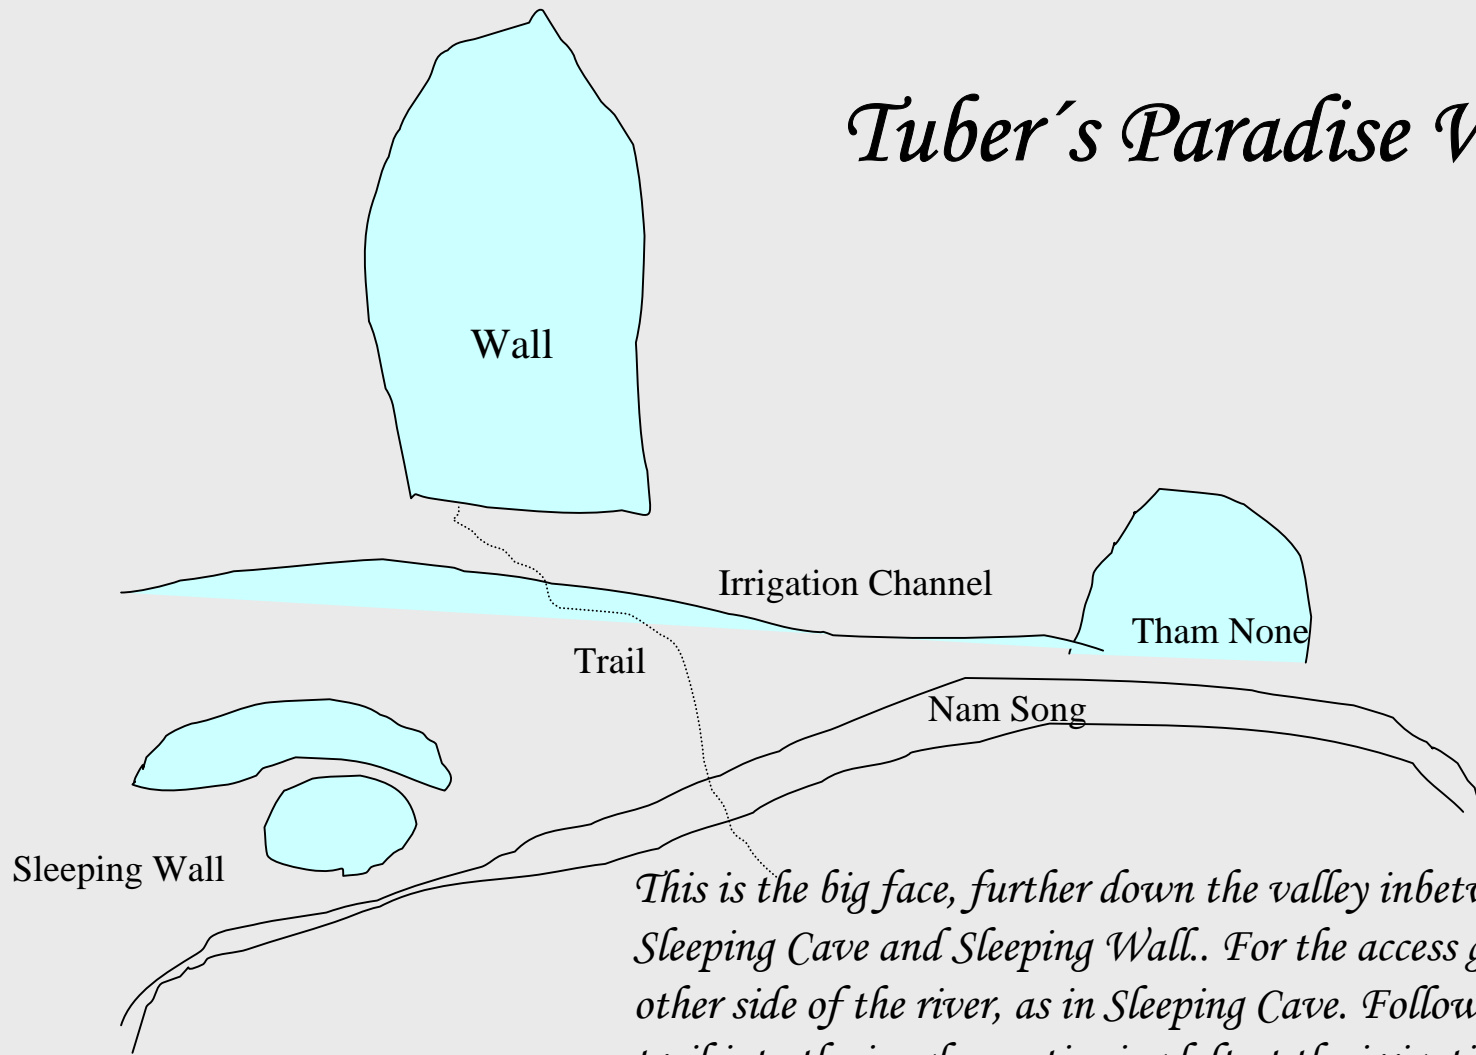 Tuber´s Paradise
Wall
Irrigation Channel
Tham None
Trail
Nam Song
Sleeping Wall
This is the big face, further down the valley
Sleeping Cave and Sleeping Wall.. For the access
other side of the river, as in Sleeping Cave. Follow